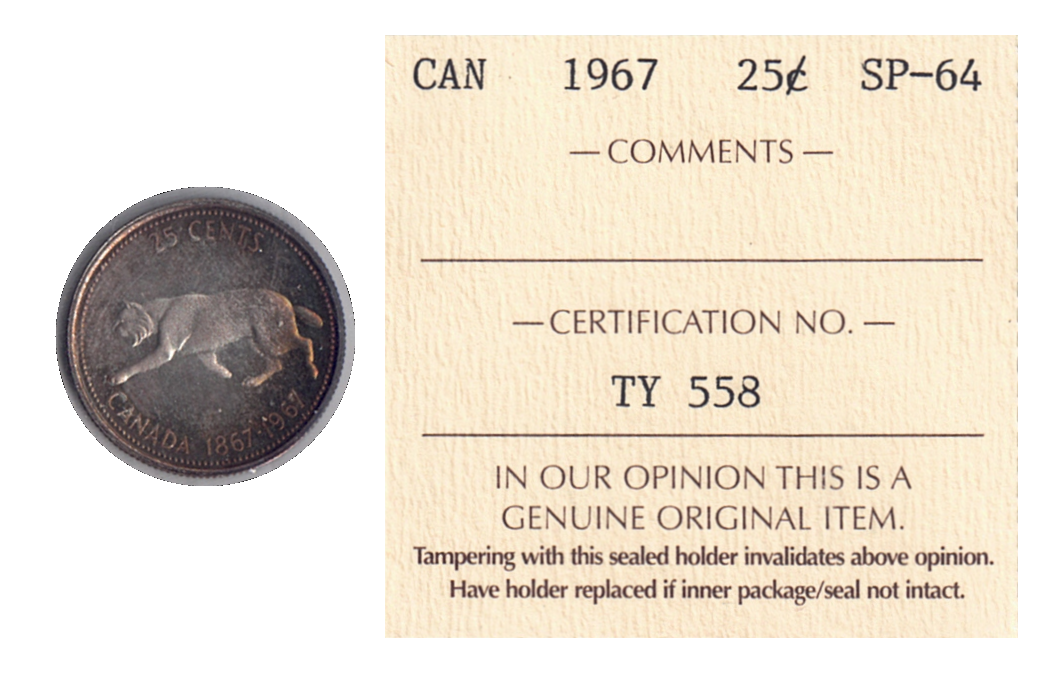 25 CENTS
CANADA 1867·1967
CAN 1967 25¢ SP-64
— COMMENTS —
— CERTIFICATION NO. —
TY 558
IN OUR OPINION THIS IS A
GENUINE ORIGINAL ITEM.
Tampering with this sealed holder invalidates above opinion.
Have holder replaced if inner package/seal not intact.